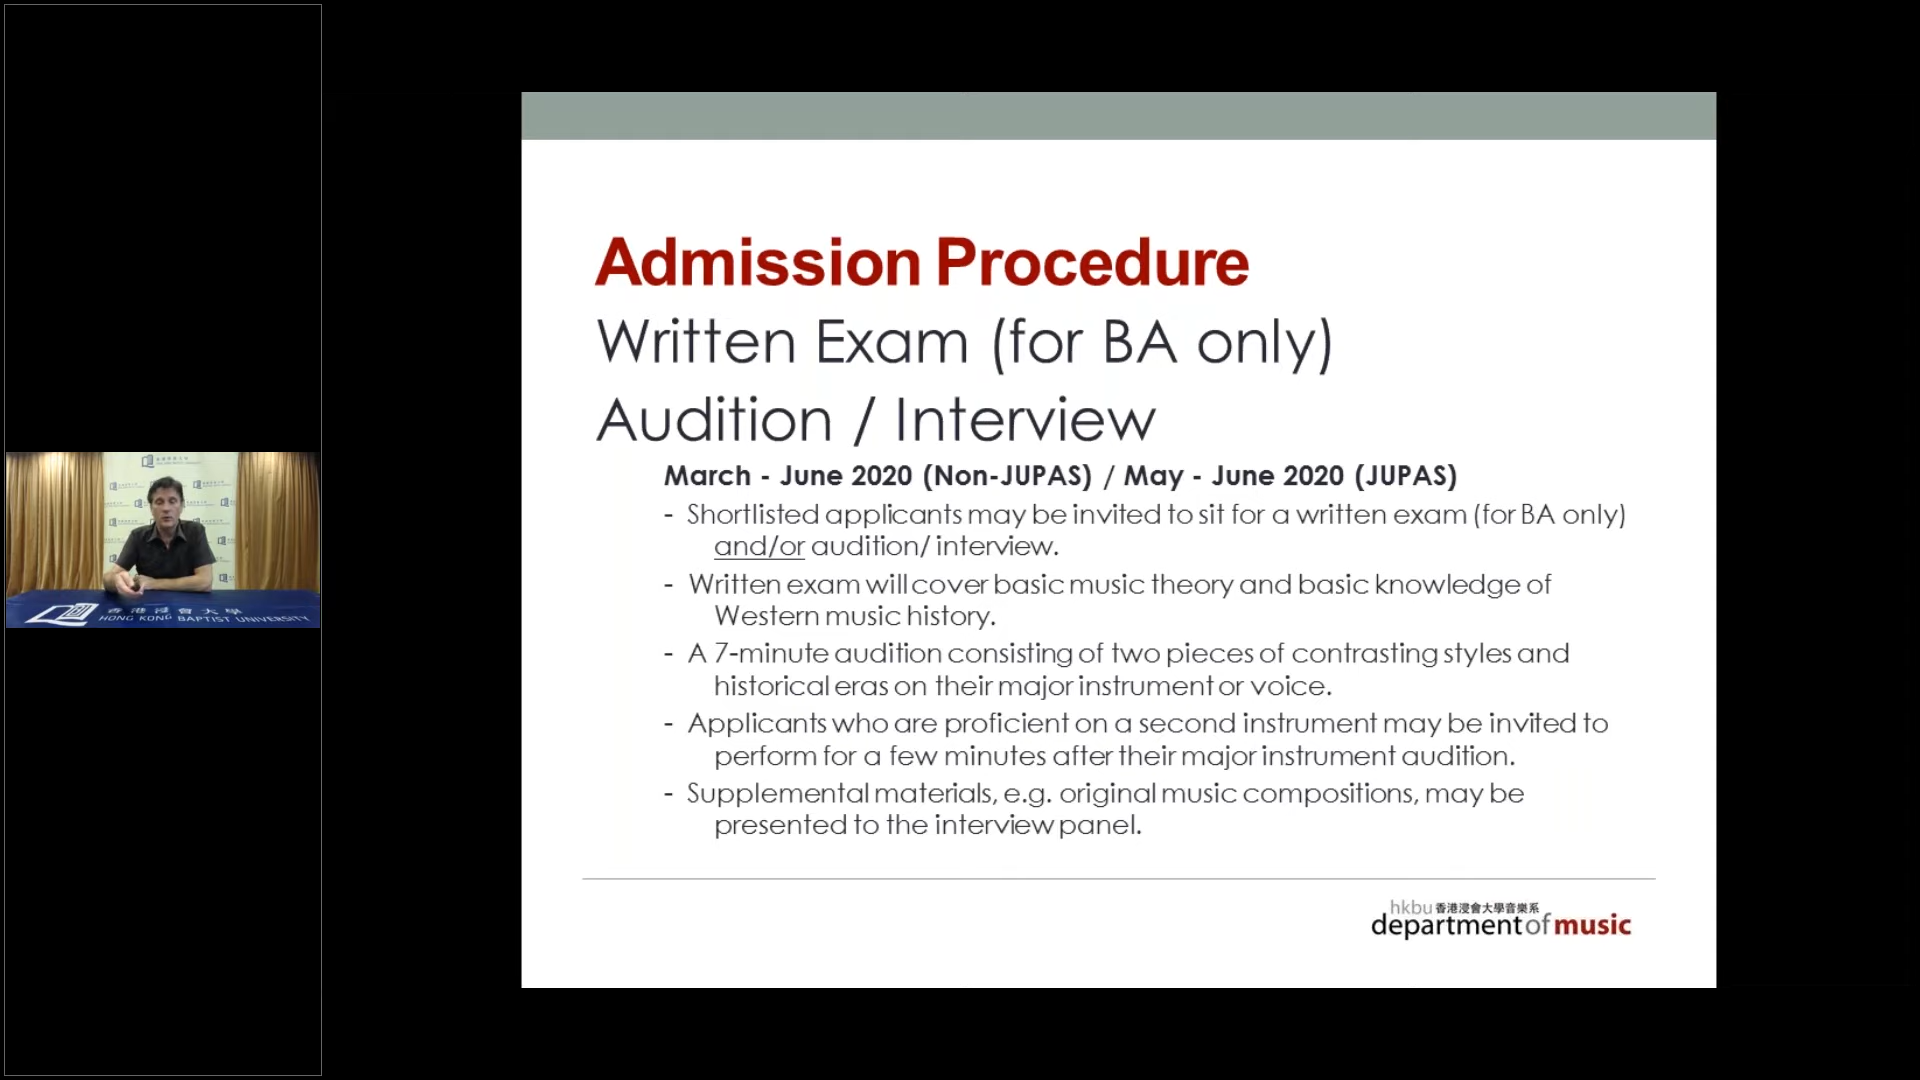 Admission Procedure
Written Exam (for BA only)
Audition / Interview
March - June 2020 (Non-JUPAS) / May - June 2020 (JUPAS)
- Shortlisted applicants may be invited to sit for a written exam (for BA only)
and/or audition/ interview.
- Written exam will cover basic music theory and basic knowledge of
Western music history.
- A 7-minute audition consisting of two pieces of contrasting styles and
historical eras on their major instrument or voice.
- Applicants who are proficient on a second instrument may be invited to
perform for a few minutes after their major instrument audition.
- Supplemental materials, e.g. original music compositions, may be
presented to the interview panel.
hkbu 香港浸會大學音樂系
department of music
香港浸會大學
HONG KONG BAPTIST UNIVERSITY